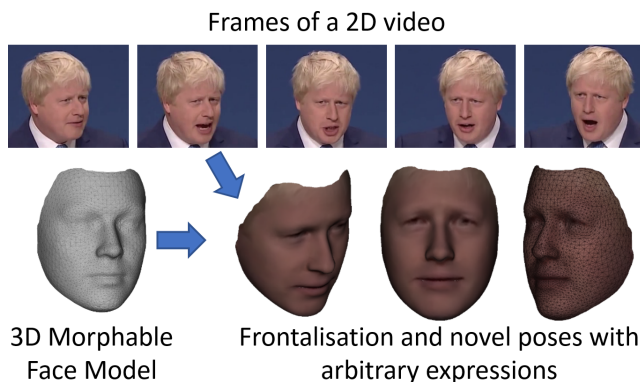 Frames of a 2D video
3D Morphable
Face Model
Frontalisation and novel poses with
arbitrary expressions